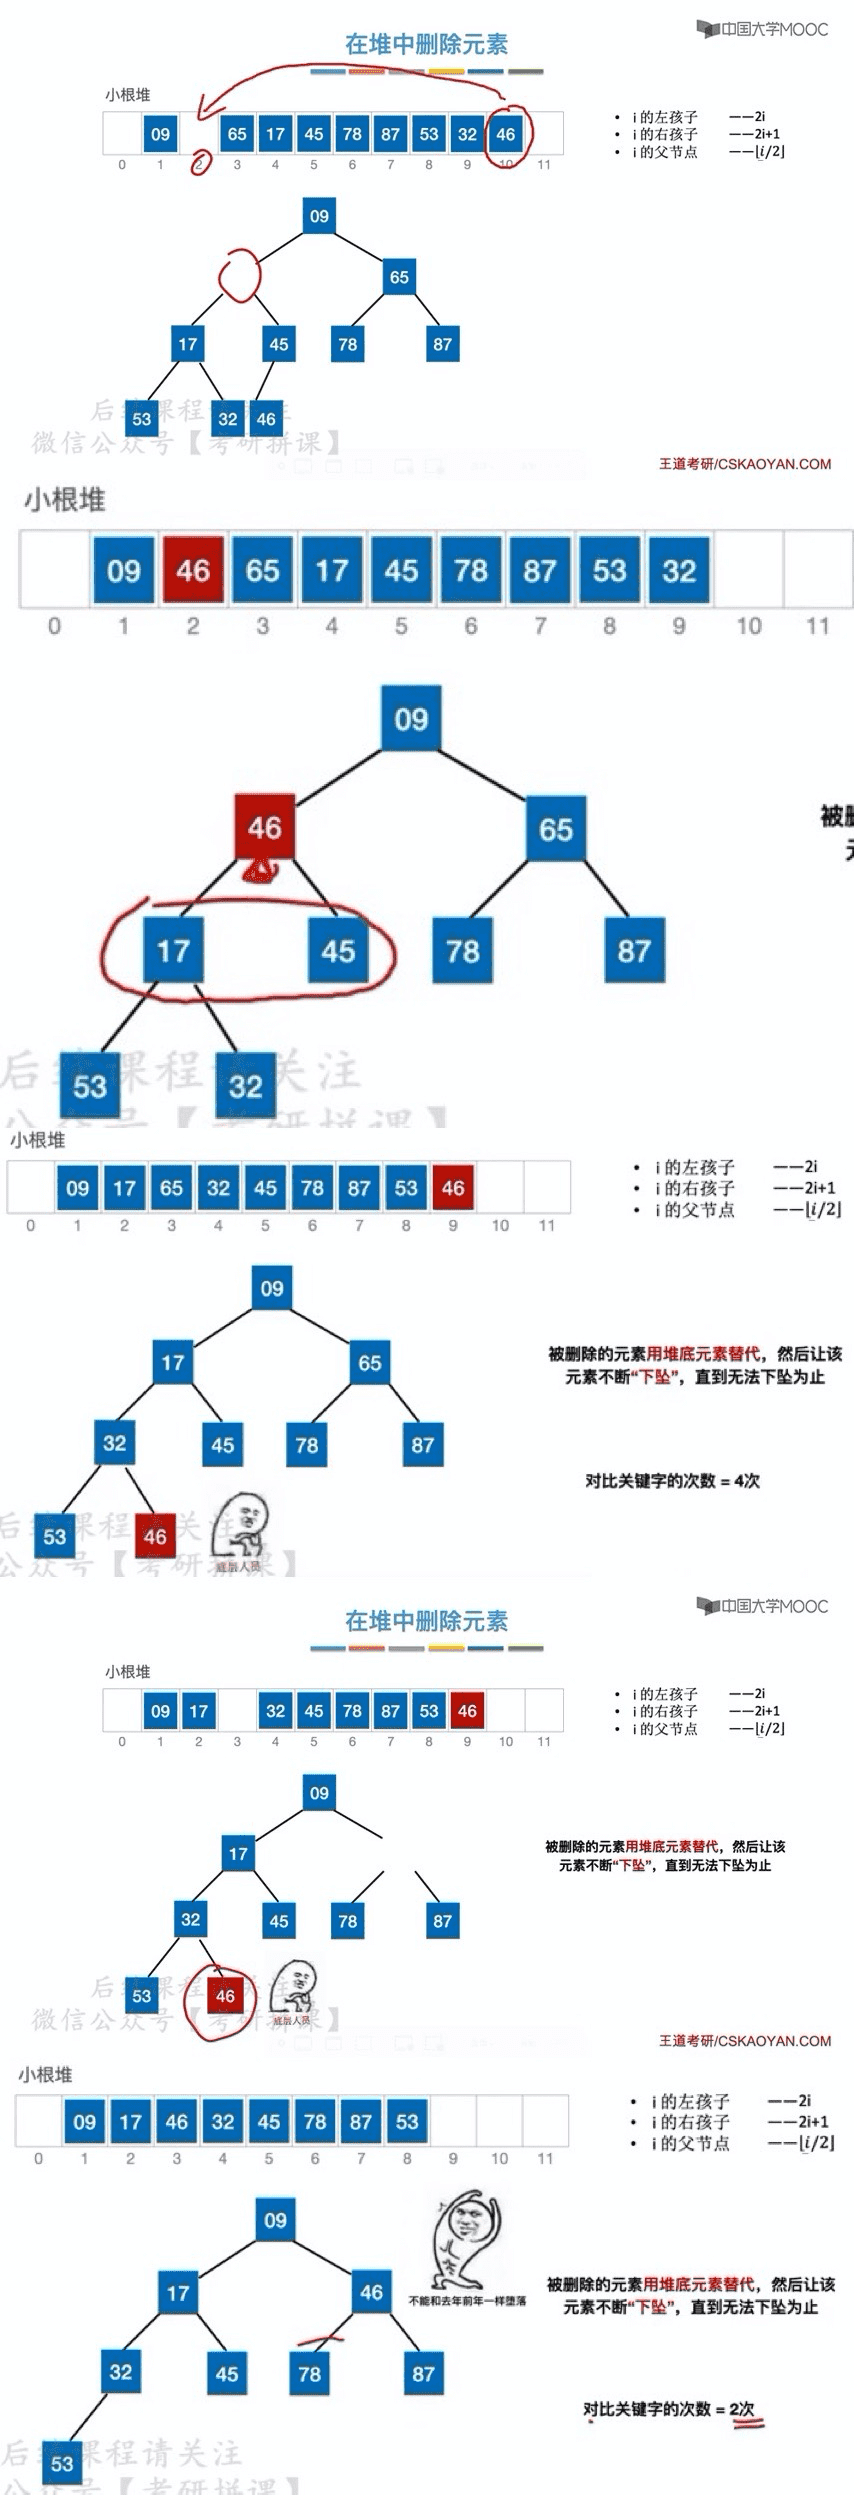 在堆中删除元素
中国大学MOOC
小根堆
09 65 17 45 78 87 53 32 46
0 1 2 3 4 5 6 7 8 9 10 11
• i 的左孩子 ——2i
• i 的右孩子 ——2i+1
• i 的父节点 ——⌊i/2⌋
09
65
17 45 78 87
53 32 46
后续课程请关注
微信公众号【考研拼课】
王道考研/CSKAOYAN.COM
小根堆
09 46 65 17 45 78 87 53 32
0 1 2 3 4 5 6 7 8 9 10 11
09
46 65
被删
17 45 78 87
53 32
后续课程请关注
公众号【考研拼课】
小根堆
09 17 65 32 45 78 87 53 46
0 1 2 3 4 5 6 7 8 9 10 11
• i 的左孩子 ——2i
• i 的右孩子 ——2i+1
• i 的父节点 ——⌊i/2⌋
09
17 65
被删除的元素用堆底元素替代，然后让该
元素不断“下坠”，直到无法下坠为止
32 45 78 87
对比关键字的次数 = 4次
53 46
底层人员
后续课程请关注
公众号【考研拼课】
在堆中删除元素
中国大学MOOC
小根堆
09 17 32 45 78 87 53 46
0 1 2 3 4 5 6 7 8 9 10 11
• i 的左孩子 ——2i
• i 的右孩子 ——2i+1
• i 的父节点 ——⌊i/2⌋
09
17
被删除的元素用堆底元素替代，然后让该
元素不断“下坠”，直到无法下坠为止
32 45 78 87
53 46
底层人员
后续课程请关注
微信公众号【考研拼课】
王道考研/CSKAOYAN.COM
小根堆
09 17 46 32 45 78 87 53
0 1 2 3 4 5 6 7 8 9 10 11
• i 的左孩子 ——2i
• i 的右孩子 ——2i+1
• i 的父节点 ——⌊i/2⌋
09
17 46
不能和去年前年一样堕落
被删除的元素用堆底元素替代，然后让该
元素不断“下坠”，直到无法下坠为止
32 45 78 87
对比关键字的次数 = 2次
53
后续课程请关注
公众号【考研拼课】